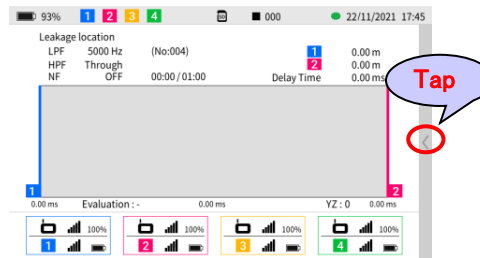 93% 1 2 3 4 SD 000 22/11/2021 17:45
Leakage location
LPF 5000 Hz (No:004) 1 0.00 m
HPF Through 2 0.00 m
NF OFF 00:00 / 01:00 Delay Time 0.00 ms
Tap
1 2
0.00 ms Evaluation : - 0.00 ms YZ : 0 0.00 ms
100% 100% 100% 100%
1 2 3 4